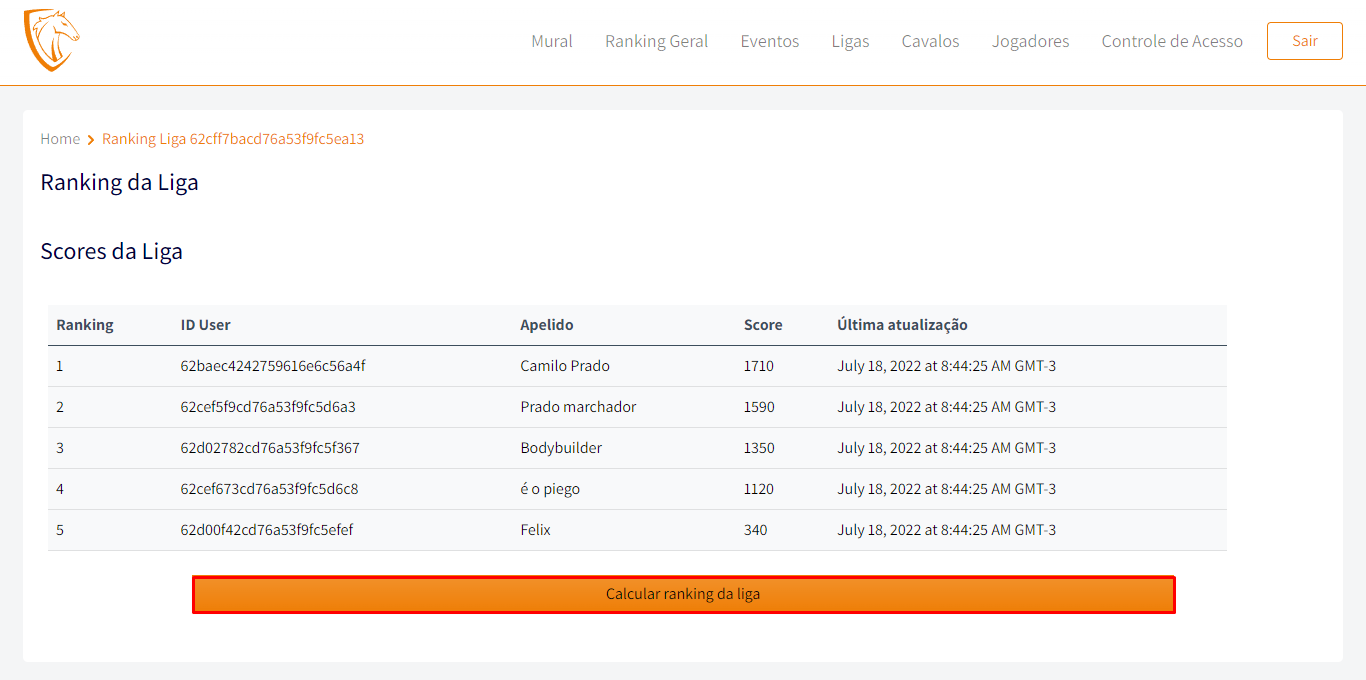 Mural Ranking Geral Eventos Ligas Cavalos Jogadores Controle de Acesso Sair
Home > Ranking Liga 62cff7bacd76a53f9fc5ea13
Ranking da Liga
Scores da Liga
Ranking ID User Apelido Score Última atualização
1 62baec4242759616e6c56a4f Camilo Prado 1710 July 18, 2022 at 8:44:25 AM GMT-3
2 62cef5f9cd76a53f9fc5d6a3 Prado marchador 1590 July 18, 2022 at 8:44:25 AM GMT-3
3 62d02782cd76a53f9fc5f367 Bodybuilder 1350 July 18, 2022 at 8:44:25 AM GMT-3
4 62cef673cd76a53f9fc5d6c8 é o piego 1120 July 18, 2022 at 8:44:25 AM GMT-3
5 62d00f42cd76a53f9fc5efef Felix 340 July 18, 2022 at 8:44:25 AM GMT-3
Calcular ranking da liga